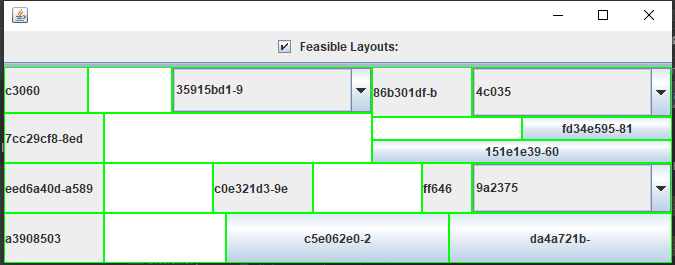 Feasible Layouts:
c3060 35915bd1-9 86b301df-b 4c035
7cc29cf8-8ed fd34e595-81
151e1e39-60
eed6a40d-a589 c0e321d3-9e ff646 9a2375
a3908503 c5e062e0-2 da4a721b-